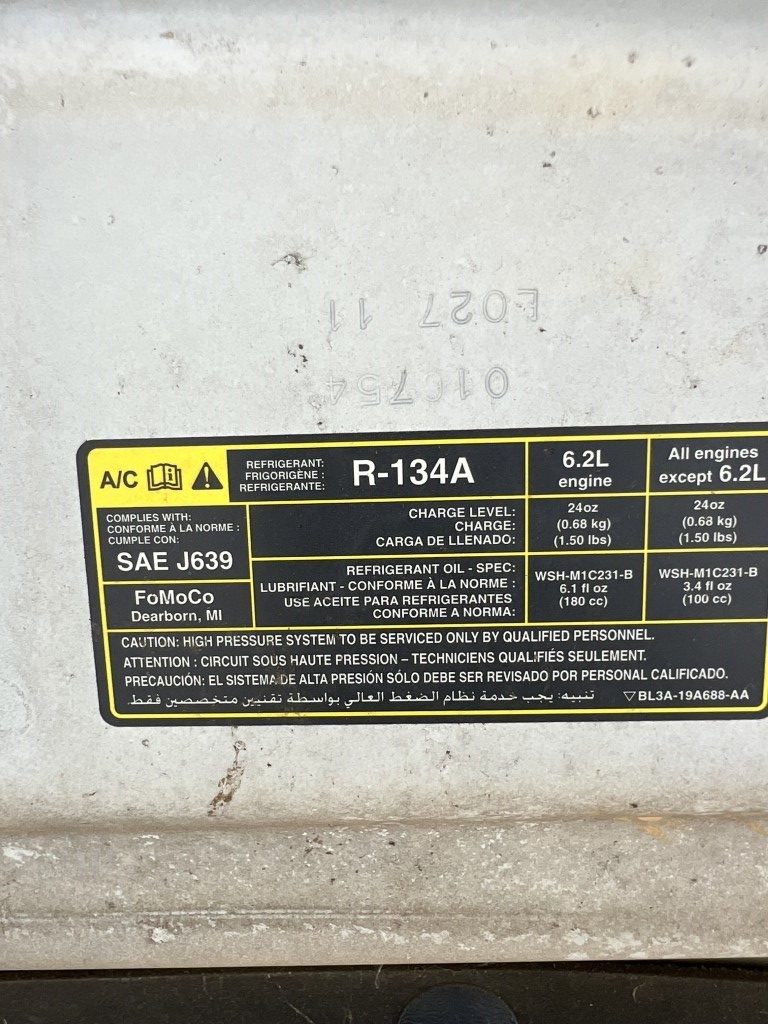 E027 11
A/C
REFRIGERANT:
FRIGORIGÈNE :
REFRIGERANTE:
R-134A
6.2L
engine
All engines
except 6.2L
COMPLIES WITH:
CONFORME À LA NORME :
CUMPLE CON:
SAE J639
CHARGE LEVEL:
CHARGE:
CARGA DE LLENADO:
24oz
(0.68 kg)
(1.50 lbs)
24oz
(0.68 kg)
(1.50 lbs)
FoMoCo
Dearborn, MI
REFRIGERANT OIL - SPEC:
LUBRIFIANT - CONFORME À LA NORME :
USE ACEITE PARA REFRIGERANTES
CONFORME A NORMA:
WSH-M1C231-B
6.1 fl oz
(180 cc)
WSH-M1C231-B
3.4 fl oz
(100 cc)
CAUTION: HIGH PRESSURE SYSTEM TO BE SERVICED ONLY BY QUALIFIED PERSONNEL.
ATTENTION : CIRCUIT SOUS HAUTE PRESSION – TECHNICIENS QUALIFIÉS SEULEMENT.
PRECAUCIÓN: EL SISTEMA DE ALTA PRESIÓN SÓLO DEBE SER REVISADO POR PERSONAL CALIFICADO.
تنبيه: يجب خدمة نظام الضغط العالي بواسطة تقنيين متخصصين فقط.
BL3A-19A688-AA